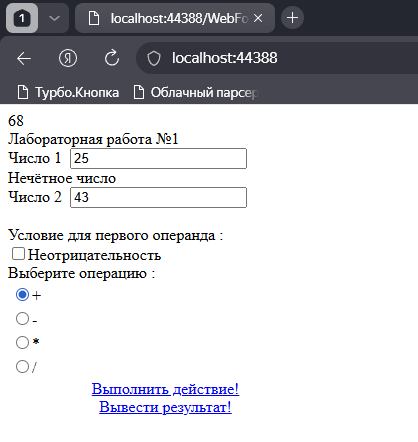 1
localhost:44388/WebFo
localhost:44388
Турбо.Кнопка Облачный парсер
68
Лабораторная работа №1
Число 1 25
Нечётное число
Число 2 43
Условие для первого операнда :
Неотрицательность
Выберите операцию :
+
-
*
/
Выполнить действие!
Вывести результат!